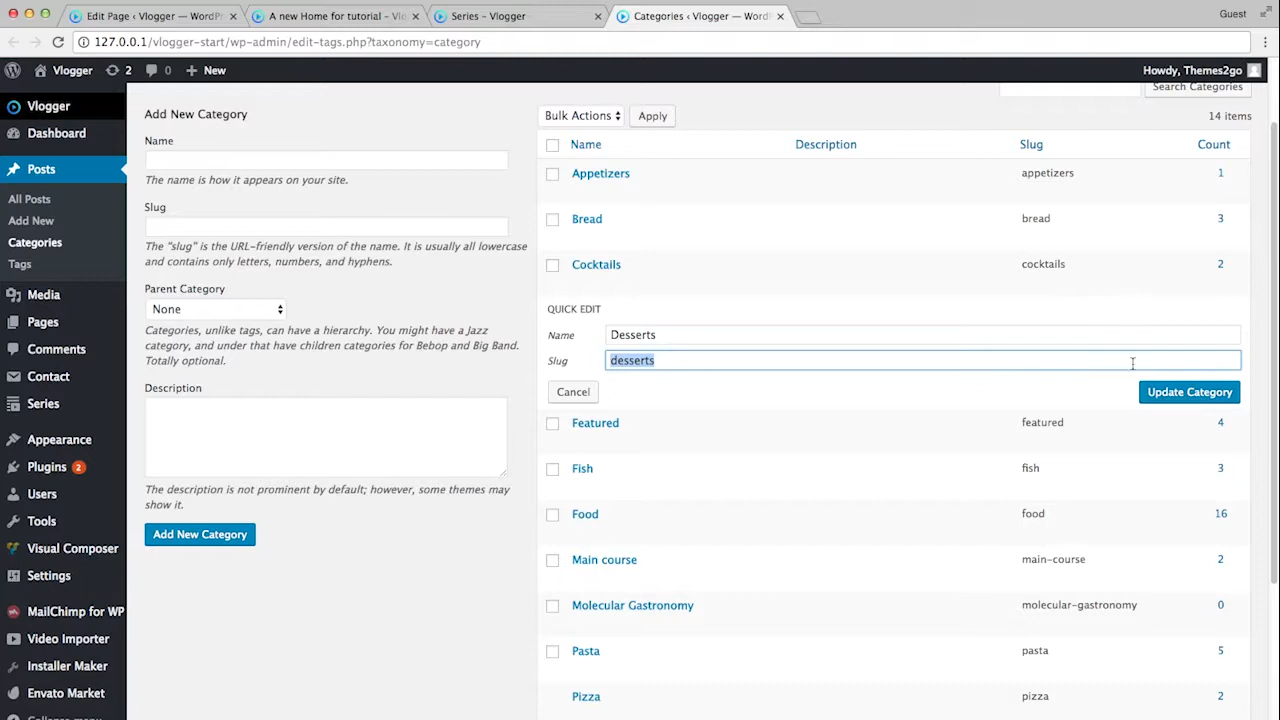 Edit Page ‹ Vlogger — WordPr
A new Home for tutorial – Vlo
Series – Vlogger
Categories ‹ Vlogger — WordP
Guest
127.0.0.1/vlogger-start/wp-admin/edit-tags.php?taxonomy=category
Vlogger 2 0 New
Howdy, Themes2go
Vlogger
Dashboard
Posts
All Posts
Add New
Categories
Tags
Media
Pages
Comments
Contact
Series
Appearance
Plugins 2
Users
Tools
Visual Composer
Settings
MailChimp for WP
Video Importer
Installer Maker
Envato Market
Collapse menu
Add New Category
Name
The name is how it appears on your site.
Slug
The “slug” is the URL-friendly version of the name. It is usually all lowercase
and contains only letters, numbers, and hyphens.
Parent Category
None
Categories, unlike tags, can have a hierarchy. You might have a Jazz
category, and under that have children categories for Bebop and Big Band.
Totally optional.
Description
The description is not prominent by default; however, some themes may
show it.
Add New Category
Search Categories
Bulk Actions Apply 14 items
Name Description Slug Count
Appetizers appetizers 1
Bread bread 3
Cocktails cocktails 2
QUICK EDIT
Name Desserts
Slug desserts
Cancel Update Category
Featured featured 4
Fish fish 3
Food food 16
Main course main-course 2
Molecular Gastronomy molecular-gastronomy 0
Pasta pasta 5
Pizza pizza 2